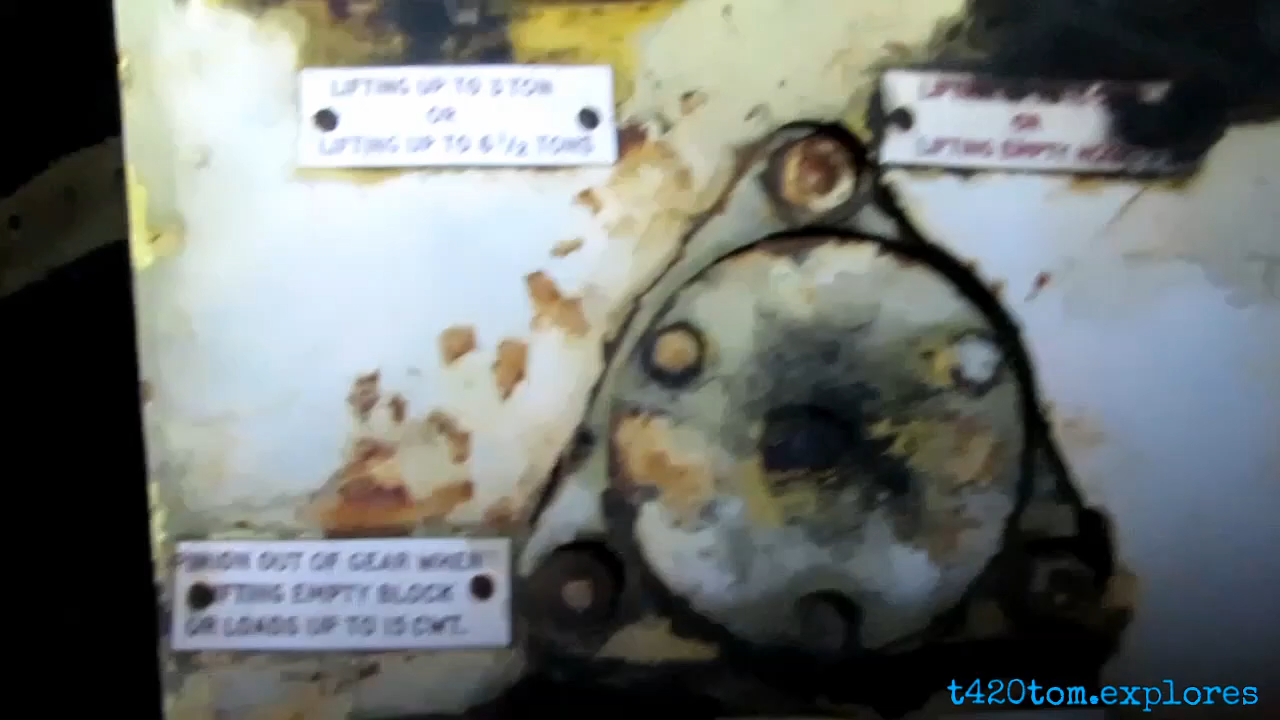 LIFTING UP TO 3 TON
OR
LIFTING UP TO 6 1/2 TONS
OR
LIFTING EMPTY
PINION OUT OF GEAR WHEN
LIFTING EMPTY BLOCK
OR LOADS UP TO 15 CWT.
t420tom.explores